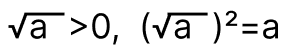 √a >0,  (√a )²=a